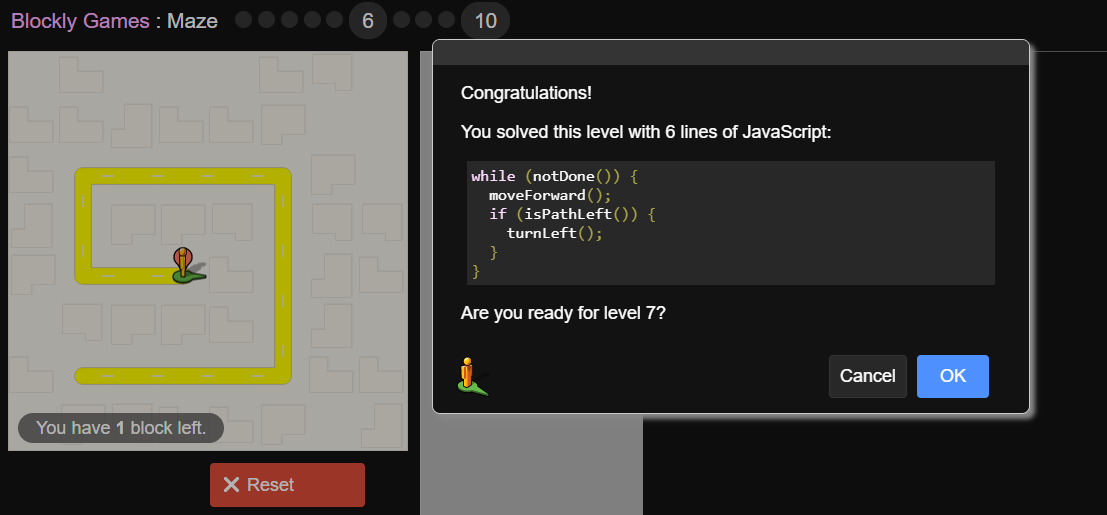 Blockly Games : Maze 6 10
Congratulations!
You solved this level with 6 lines of JavaScript:
while (notDone()) {
  moveForward();
  if (isPathLeft()) {
    turnLeft();
  }
}
Are you ready for level 7?
Cancel OK
You have 1 block left.
Reset